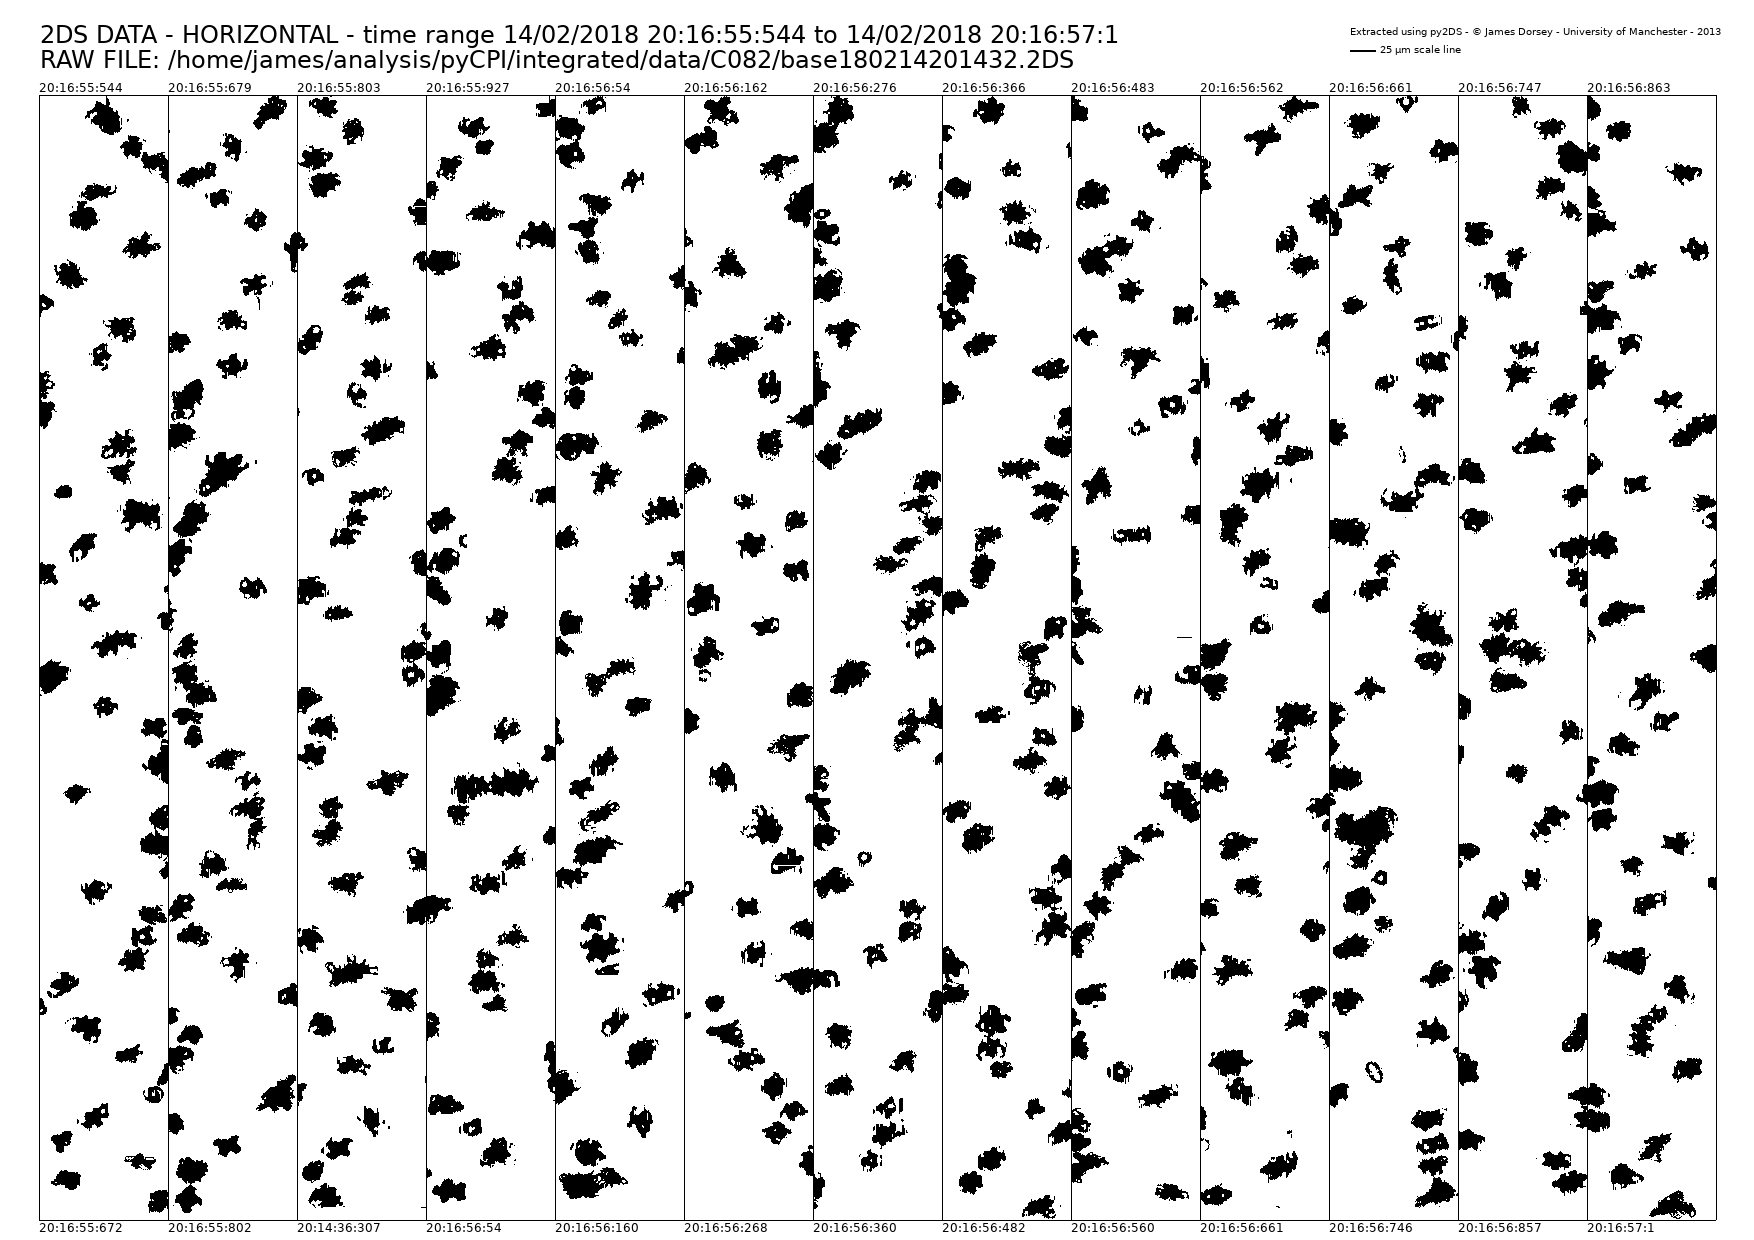 2DS DATA - HORIZONTAL - time range 14/02/2018 20:16:55:544 to 14/02/2018 20:16:57:1
RAW FILE: /home/james/analysis/pyCPI/integrated/data/C082/base180214201432.2DS
Extracted using py2DS - © James Dorsey - University of Manchester - 2013
25 µm scale line
20:16:55:544 20:16:55:679 20:16:55:803 20:16:55:927 20:16:56:54 20:16:56:162 20:16:56:276 20:16:56:366 20:16:56:483 20:16:56:562 20:16:56:661 20:16:56:747 20:16:56:863
20:16:55:672 20:16:55:802 20:14:36:307 20:16:56:54 20:16:56:160 20:16:56:268 20:16:56:360 20:16:56:482 20:16:56:560 20:16:56:661 20:16:56:746 20:16:56:857 20:16:57:1